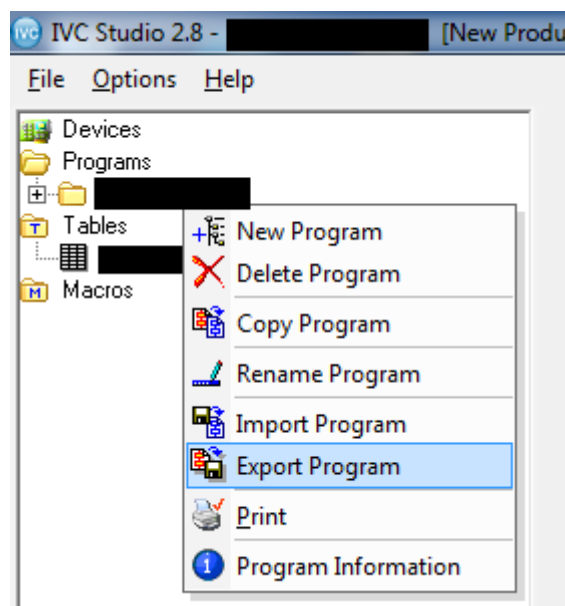 IVC IVC Studio 2.8 - [New Produ
File Options Help
Devices
Programs
T Tables
M Macros
New Program
Delete Program
Copy Program
Rename Program
Import Program
Export Program
Print
Program Information